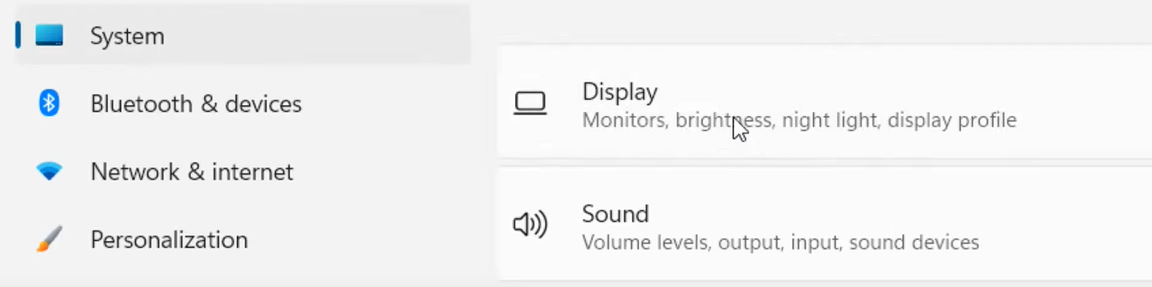 System
Bluetooth & devices
Network & internet
Personalization
Display
Monitors, brightness, night light, display profile
Sound
Volume levels, output, input, sound devices